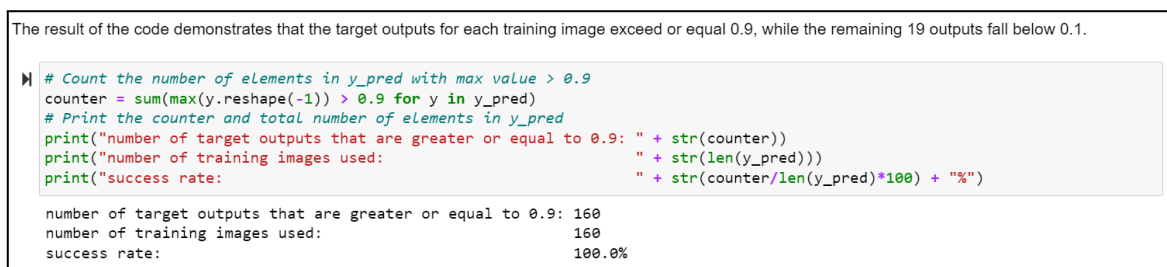 The result of the code demonstrates that the target outputs for each training image exceed or equal 0.9, while the remaining 19 outputs fall below 0.1.
# Count the number of elements in y_pred with max value > 0.9
counter = sum(max(y.reshape(-1)) > 0.9 for y in y_pred)
# Print the counter and total number of elements in y_pred
print("number of target outputs that are greater or equal to 0.9: " + str(counter))
print("number of training images used:                            " + str(len(y_pred)))
print("success rate:                                              " + str(counter/len(y_pred)*100) + "%")
number of target outputs that are greater or equal to 0.9: 160
number of training images used:                            160
success rate:                                              100.0%